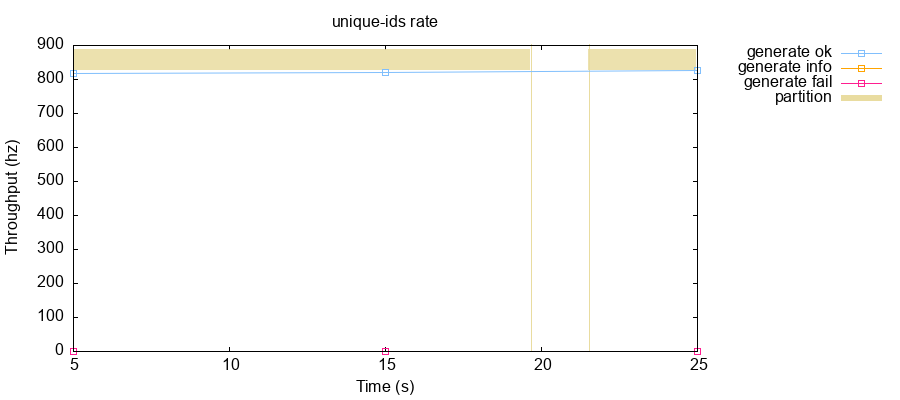 unique-ids rate
900
800
700
600
500
400
300
200
100
0
Throughput (hz)
5
10
15
20
25
Time (s)
generate ok
generate info
generate fail
partition